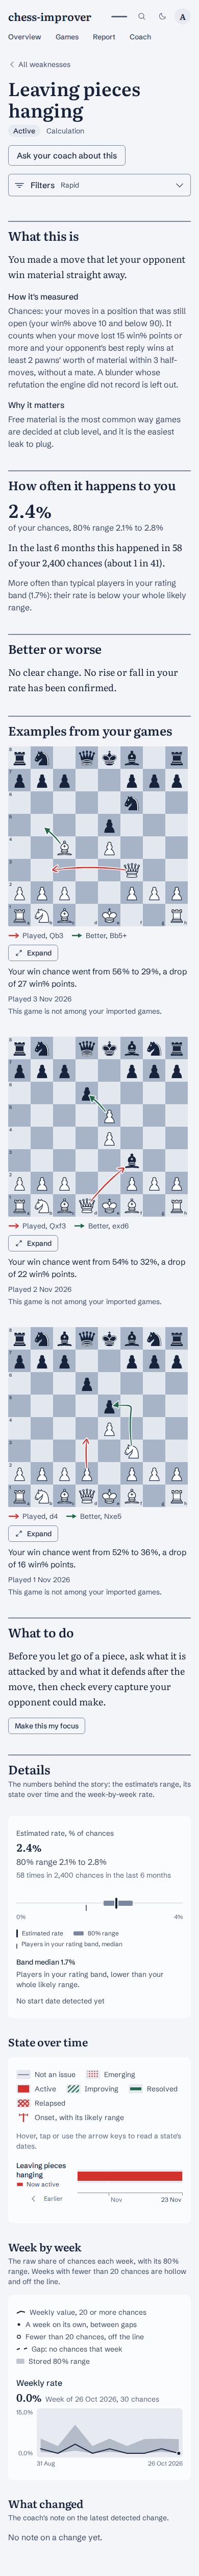 chess-improver
A
Overview Games Report Coach
All weaknesses
Leaving pieces
hanging
Active Calculation
Ask your coach about this
Filters Rapid
What this is
You made a move that let your opponent
win material straight away.
How it's measured
Chances: your moves in a position that was still
open (your win% above 10 and below 90). It
counts when your move lost 15 win% points or
more and your opponent's best reply wins at
least 2 pawns' worth of material within 3 half-
moves, without a mate. A blunder whose
refutation the engine did not record is left out.
Why it matters
Free material is the most common way games
are decided at club level, and it is the easiest
leak to plug.
How often it happens to you
2.4%
of your chances, 80% range 2.1% to 2.8%
In the last 6 months this happened in 58
of your 2,400 chances (about 1 in 41).
More often than typical players in your rating
band (1.7%): their rate is below your whole likely
range.
Better or worse
No clear change. No rise or fall in your
rate has been confirmed.
Examples from your games
Played, Qb3 Better, Bb5+
Expand
Your win chance went from 56% to 29%, a drop
of 27 win% points.
Played 3 Nov 2026
This game is not among your imported games.
Played, Qxf3 Better, exd6
Expand
Your win chance went from 54% to 32%, a drop
of 22 win% points.
Played 2 Nov 2026
This game is not among your imported games.
Played, d4 Better, Nxe5
Expand
Your win chance went from 52% to 36%, a drop
of 16 win% points.
Played 1 Nov 2026
This game is not among your imported games.
What to do
Before you let go of a piece, ask what it is
attacked by and what it defends after the
move, then check every capture your
opponent could make.
Make this my focus
Details
The numbers behind the story: the estimate's range, its
state over time and the week-by-week rate.
Estimated rate, % of chances
2.4%
80% range 2.1% to 2.8%
58 times in 2,400 chances in the last 6 months
0% 4%
Estimated rate 80% range
Players in your rating band, median
Band median 1.7%
Players in your rating band, lower than your
whole likely range.
No start date detected yet
State over time
Not an issue Emerging
Active Improving Resolved
Relapsed
Onset, with its likely range
Hover, tap or use the arrow keys to read a state's
dates.
Leaving pieces
hanging
Now active
Earlier
Nov 23 Nov
Week by week
The raw share of chances each week, with its 80%
range. Weeks with fewer than 20 chances are hollow
and off the line.
Weekly value, 20 or more chances
A week on its own, between gaps
Fewer than 20 chances, off the line
Gap: no chances that week
Stored 80% range
Weekly rate
0.0% Week of 26 Oct 2026, 30 chances
15.0%
0.0%
31 Aug 26 Oct 2026
What changed
The coach's note on the latest detected change.
No note on a change yet.